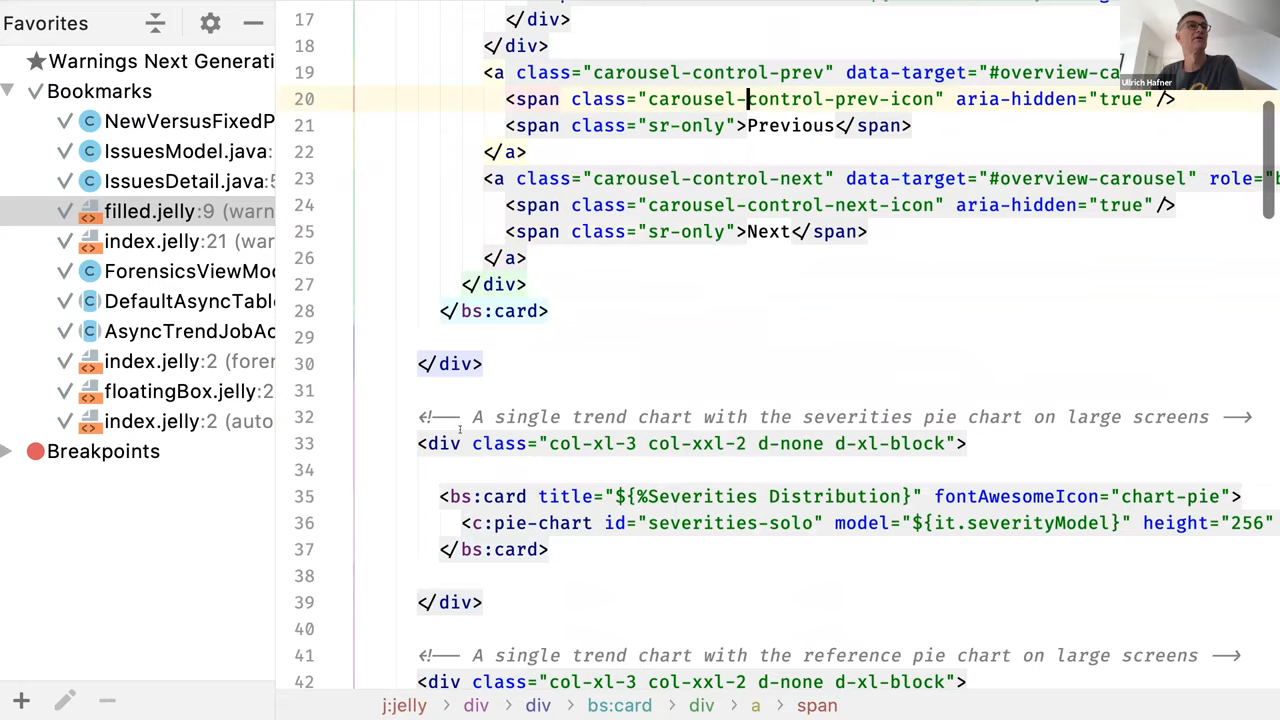 Favorites
Warnings Next Generati
Bookmarks
NewVersusFixedP
IssuesModel.java:
IssuesDetail.java:
filled.jelly:9 (warn
index.jelly:21 (war
ForensicsViewMo
DefaultAsyncTabl
AsyncTrendJobAc
index.jelly:2 (foren
floatingBox.jelly:2
index.jelly:2 (auto
Breakpoints
17 </div>
18 </div>
19 <a class="carousel-control-prev" data-target="#overview-ca
20 <span class="carousel-control-prev-icon" aria-hidden="true"/>
21 <span class="sr-only">Previous</span>
22 </a>
23 <a class="carousel-control-next" data-target="#overview-carousel" role="b
24 <span class="carousel-control-next-icon" aria-hidden="true"/>
25 <span class="sr-only">Next</span>
26 </a>
27 </div>
28 </bs:card>
29
30 </div>
31
32 <!-- A single trend chart with the severities pie chart on large screens -->
33 <div class="col-xl-3 col-xxl-2 d-none d-xl-block">
34
35 <bs:card title="${%Severities Distribution}" fontAwesomeIcon="chart-pie">
36 <c:pie-chart id="severities-solo" model="${it.severityModel}" height="256"
37 </bs:card>
38
39 </div>
40
41 <!-- A single trend chart with the reference pie chart on large screens -->
42 <div class="col-xl-3 col-xxl-2 d-none d-xl-block">
j:jelly > div > div > bs:card > div > a > span
Ullrich Hafner